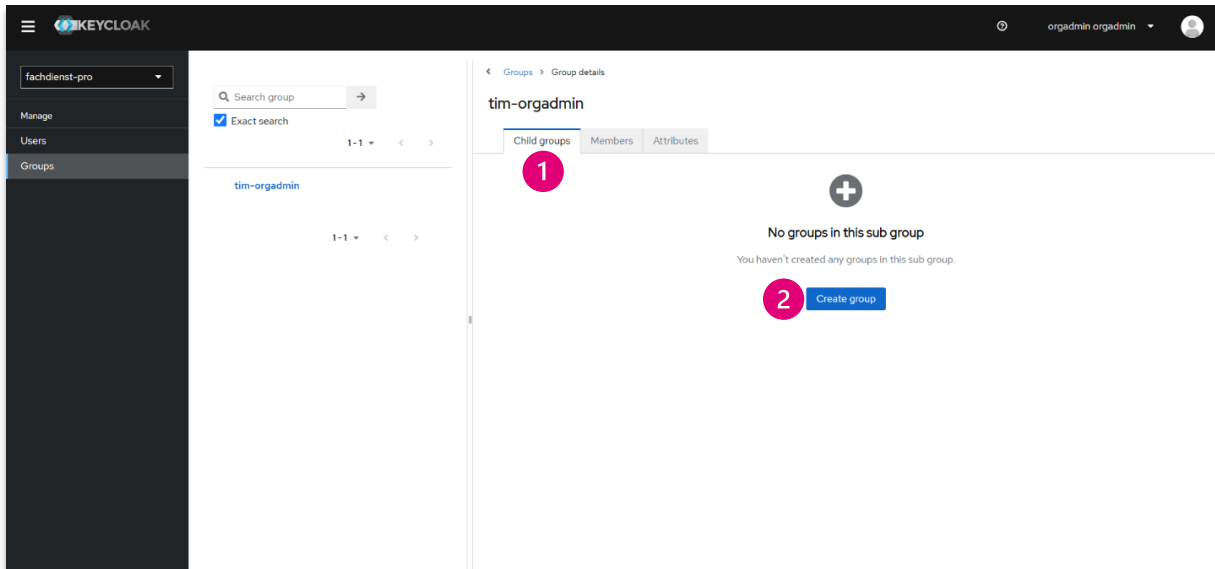 KEYCLOAK
orgadmin orgadmin
fachdienst-pro
Manage
Users
Groups
Search group
Exact search
1-1
tim-orgadmin
1-1
Groups > Group details
tim-orgadmin
Child groups Members Attributes
1
No groups in this sub group
You haven't created any groups in this sub group.
2 Create group